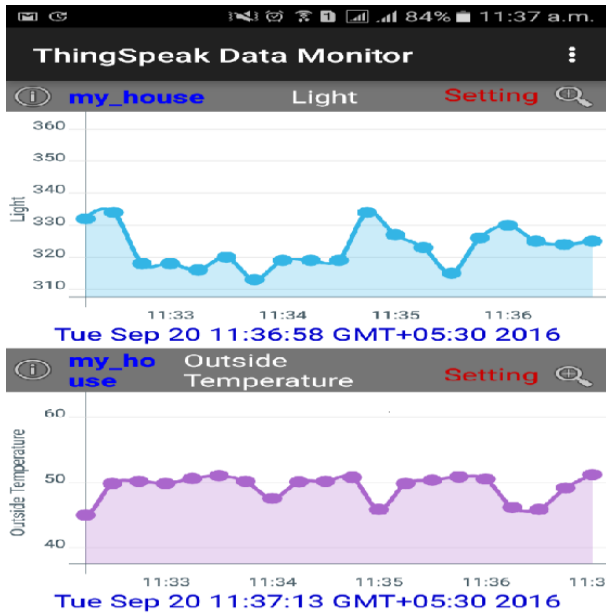 1 84% 11:37 a.m.
ThingSpeak Data Monitor
my_house Light Setting
360
350
340
330
320
310
Light
11:33 11:34 11:35 11:36
Tue Sep 20 11:36:58 GMT+05:30 2016
my_ho
use
Outside
Temperature
Setting
60
50
40
Outside Temperature
11:33 11:34 11:35 11:36 11:3
Tue Sep 20 11:37:13 GMT+05:30 2016